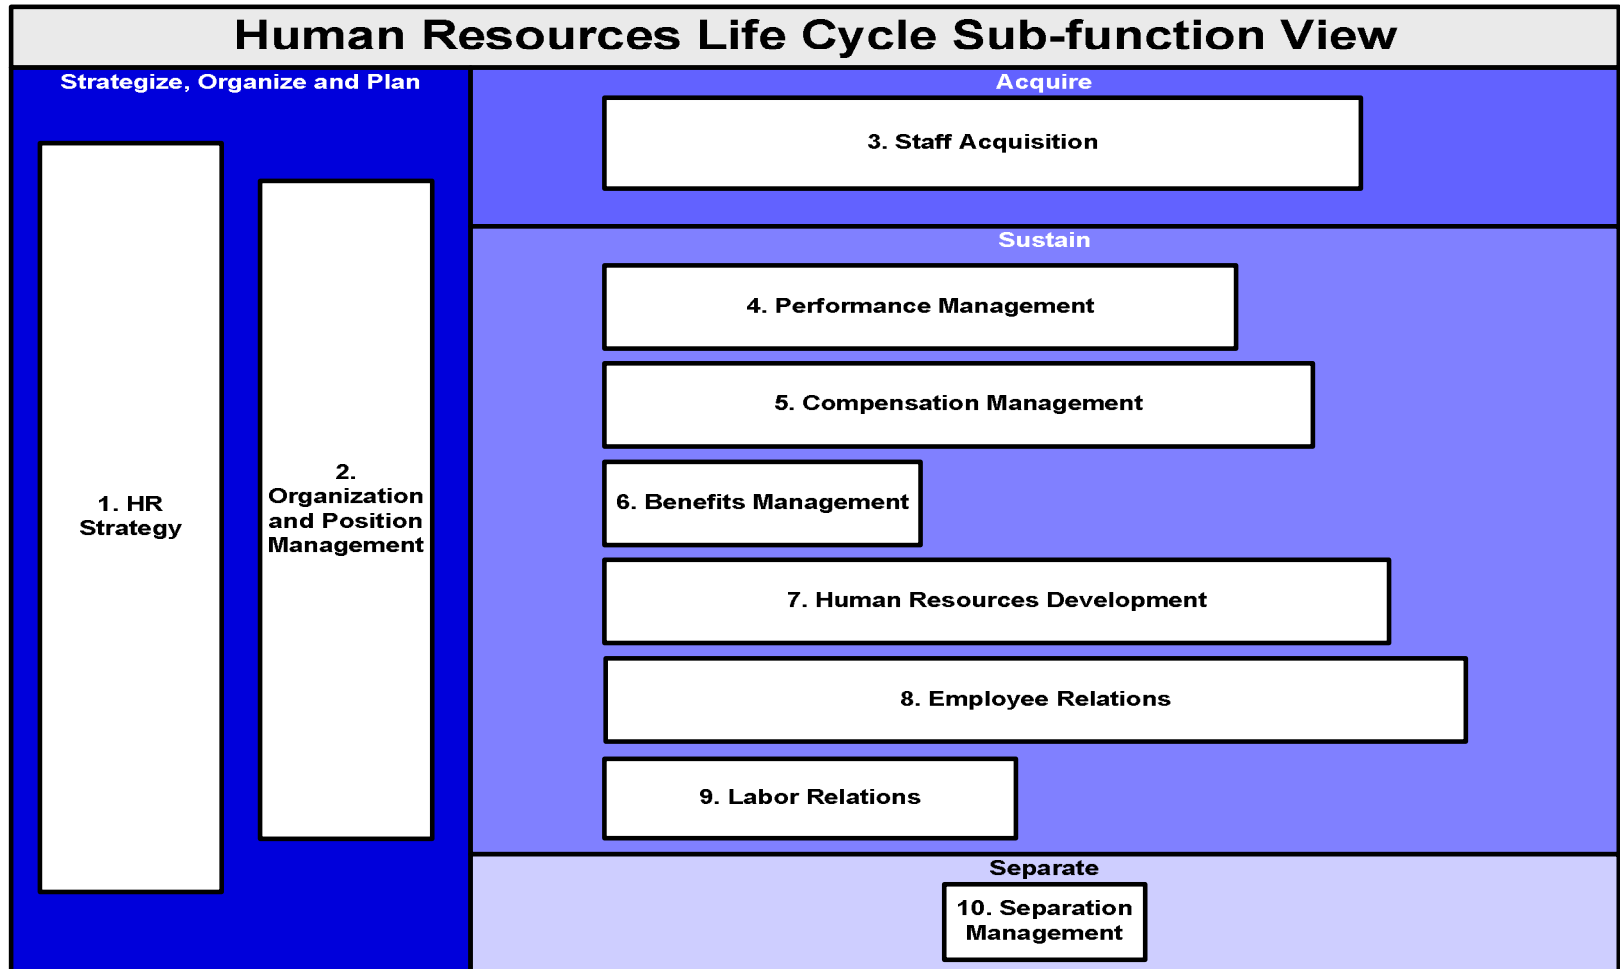 Human Resources Life Cycle Sub-function View
Strategize, Organize and Plan
1. HR
Strategy
2.
Organization
and Position
Management
Acquire
3. Staff Acquisition
Sustain
4. Performance Management
5. Compensation Management
6. Benefits Management
7. Human Resources Development
8. Employee Relations
9. Labor Relations
Separate
10. Separation
Management